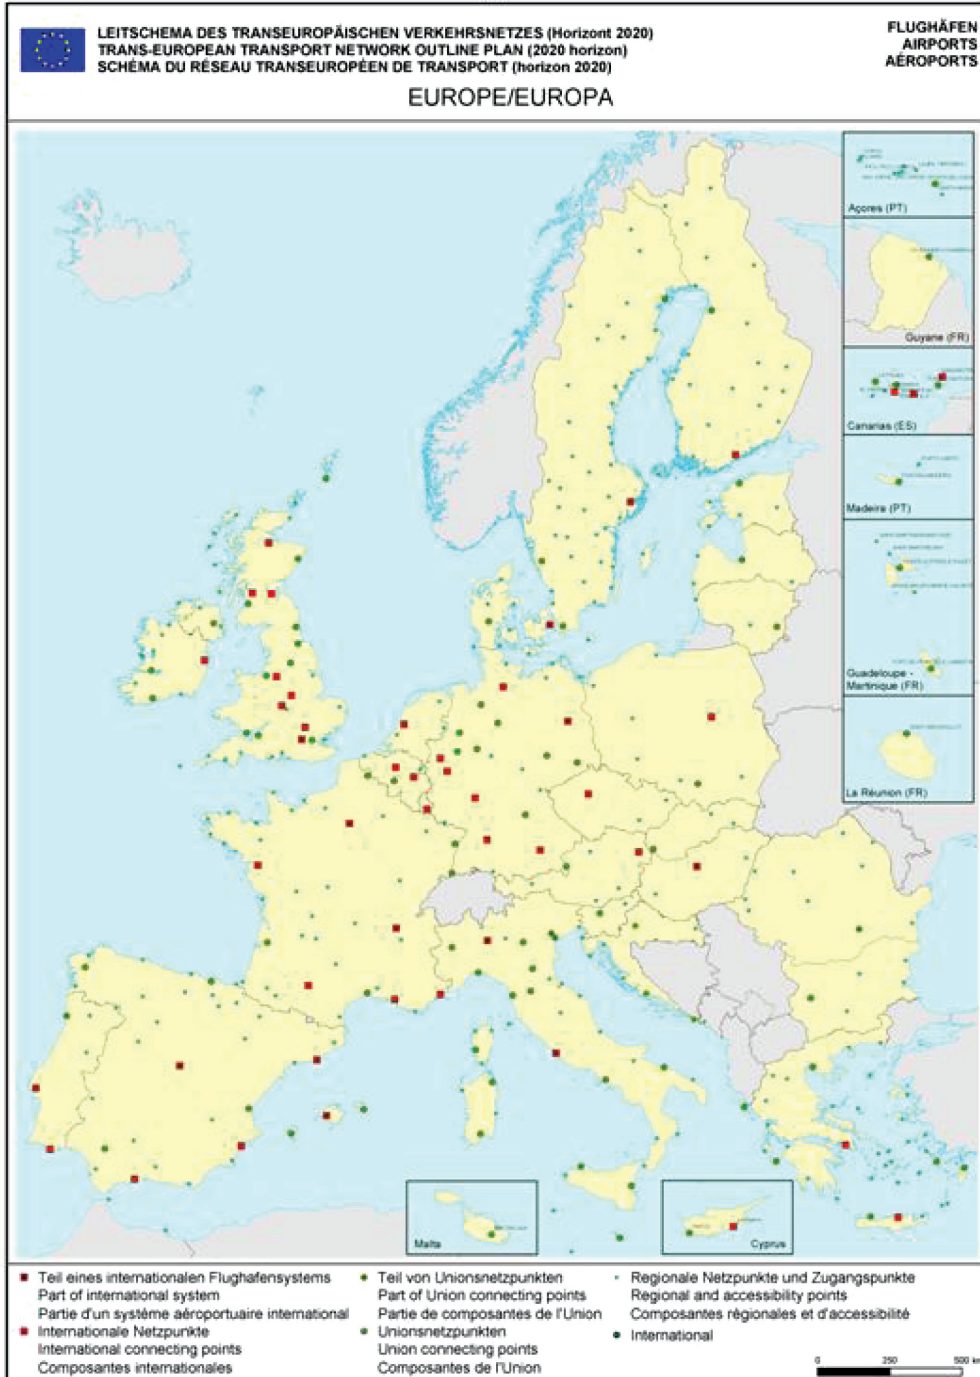 LEITSCHEMA DES TRANSEUROPÄISCHEN VERKEHRSNETZES (Horizont 2020)
TRANS-EUROPEAN TRANSPORT NETWORK OUTLINE PLAN (2020 horizon)
SCHÉMA DU RÉSEAU TRANSEUROPÉEN DE TRANSPORT (horizon 2020)
FLUGHÄFEN
AIRPORTS
AÉROPORTS
EUROPE/EUROPA
Açores (PT)
Guyane (FR)
Canarias (ES)
Madeira (PT)
Guadeloupe -
Martinique (FR)
La Réunion (FR)
Malta
Cyprus
Teil eines internationalen Flughafensystems
Part of international system
Partie d'un système aéroportuaire international
Internationale Netzpunkte
International connecting points
Composantes internationales
Teil von Unionsnetzpunkten
Part of Union connecting points
Partie de composantes de l'Union
Unionsnetzpunkten
Union connecting points
Composantes de l'Union
Regionale Netzpunkte und Zugangspunkte
Regional and accessibility points
Composantes régionales et d'accessibilité
International
0 250 500 km